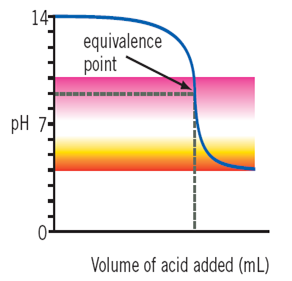 14
equivalence
point
pH 7
0
Volume of acid added (mL)